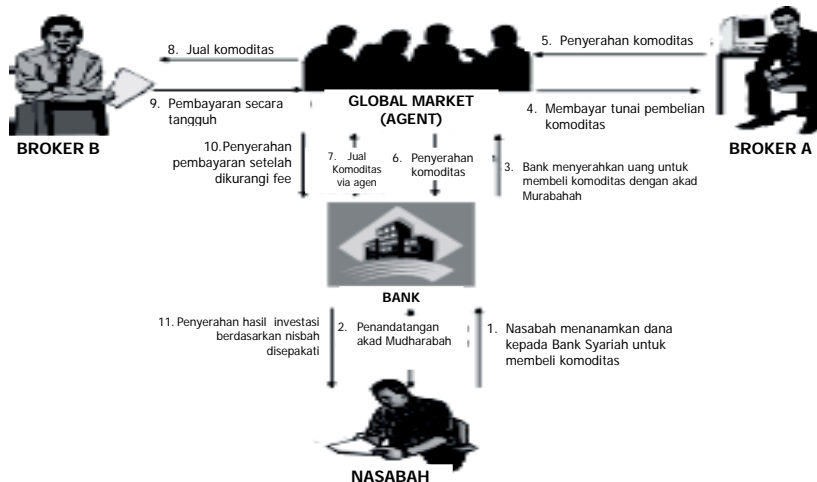 8. Jual komoditas
5. Penyerahan komoditas
9. Pembayaran secara
tangguh
GLOBAL MARKET
(AGENT)
4. Membayar tunai pembelian
komoditas
BROKER B
BROKER A
10.Penyerahan
pembayaran setelah
dikurangi fee
7. Jual
Komoditas
via agen
6. Penyerahan
komoditas
3. Bank menyerahkan uang untuk
membeli komoditas dengan akad
Murabahah
BANK
11. Penyerahan hasil investasi
berdasarkan nisbah
disepakati
2. Penandatangan
akad Mudharabah
1. Nasabah menanamkan dana
kepada Bank Syariah untuk
membeli komoditas
NASABAH